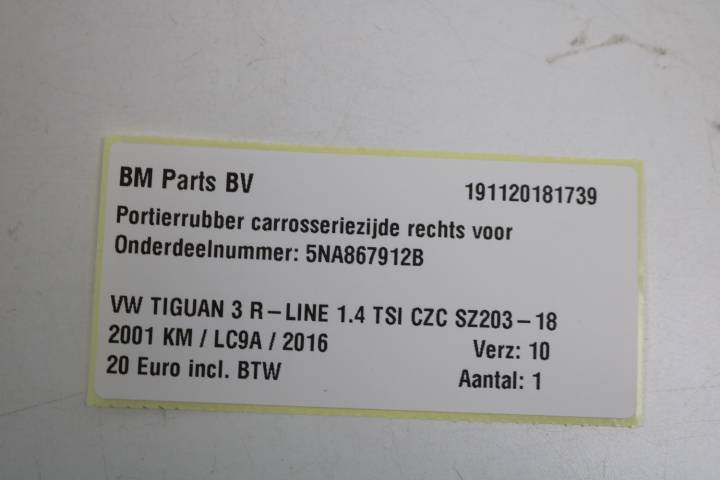 BM Parts BV 191120181739
Portierrubber carrosseriezijde rechts voor
Onderdeelnummer: 5NA867912B
VW TIGUAN 3 R-LINE 1.4 TSI CZC SZ203-18
2001 KM / LC9A / 2016 Verz: 10
20 Euro incl. BTW Aantal: 1